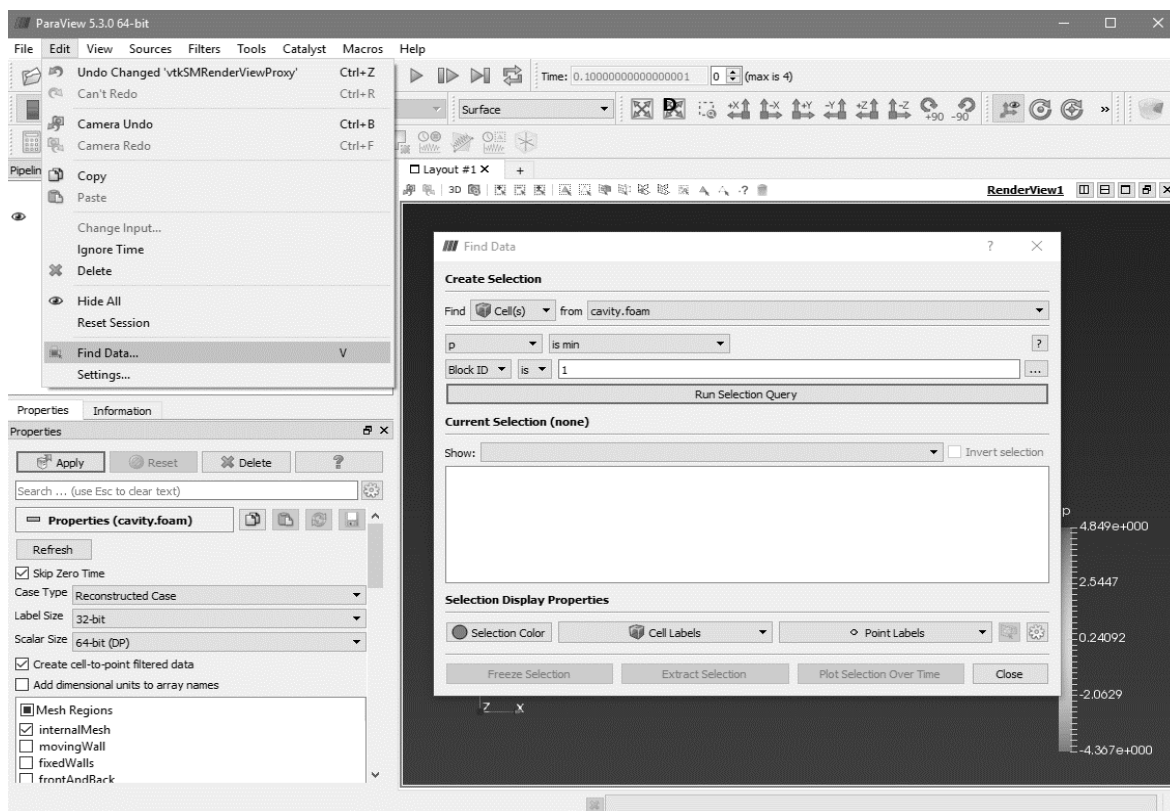 ParaView 5.3.0 64-bit
File Edit View Sources Filters Tools Catalyst Macros Help
Undo Changed 'vtkSMRenderViewProxy' Ctrl+Z
Can't Redo Ctrl+R
Camera Undo Ctrl+B
Camera Redo Ctrl+F
Copy
Paste
Change Input...
Ignore Time
Delete
Hide All
Reset Session
Find Data... V
Settings...
Time: 0.10000000000000001 0 (max is 4)
Surface
+X -X +Y -Y +Z -Z +90 -90 »
Pipelin
Layout #1 X +
3D
RenderView1
Find Data ?
Create Selection
Find Cell(s) from cavity.foam
p is min ?
Block ID is 1 ...
Run Selection Query
Current Selection (none)
Show: Invert selection
Selection Display Properties
Selection Color Cell Labels Point Labels
Freeze Selection Extract Selection Plot Selection Over Time Close
Properties Information
Properties
Apply Reset Delete ?
Search ... (use Esc to clear text)
Properties (cavity.foam)
Refresh
Skip Zero Time
Case Type Reconstructed Case
Label Size 32-bit
Scalar Size 64-bit (DP)
Create cell-to-point filtered data
Add dimensional units to array names
Mesh Regions
internalMesh
movingWall
fixedWalls
frontAndBack
Z X
p
4.849e+000
2.5447
0.24092
-2.0629
-4.367e+000